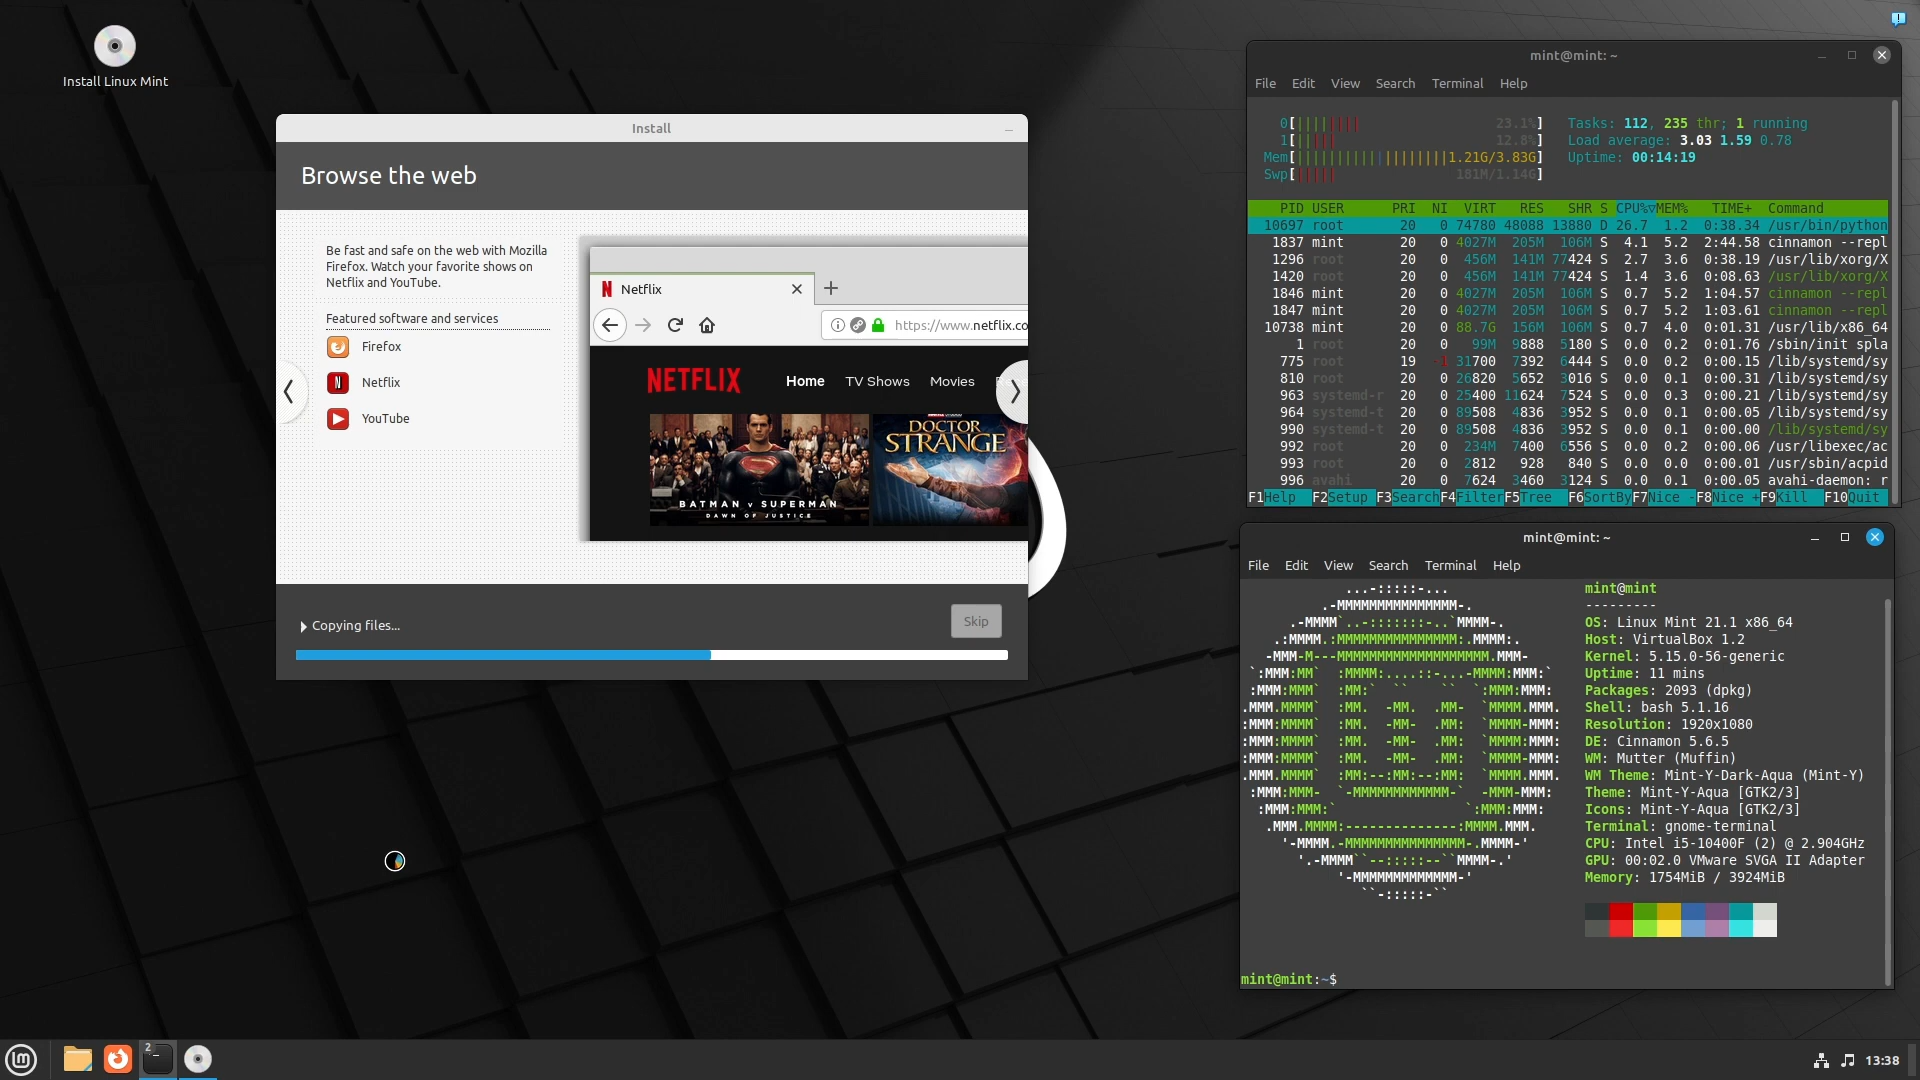 Install Linux Mint
Install
Browse the web
Be fast and safe on the web with Mozilla
Firefox. Watch your favorite shows on
Netflix and YouTube.
Featured software and services
Firefox
Netflix
YouTube
Netflix
https://www.netflix.co
NETFLIX Home TV Shows Movies
BATMAN v SUPERMAN
DAWN OF JUSTICE
DOCTOR
STRANGE
Copying files...
Skip
mint@mint: ~
File Edit View Search Terminal Help
0[|||||||| 23.1%] Tasks: 112, 235 thr; 1 running
1[||||| 12.8%] Load average: 3.03 1.59 0.78
Mem[|||||||||||||||||||1.21G/3.83G] Uptime: 00:14:19
Swp[||||| 181M/1.14G]
PID USER PRI NI VIRT RES SHR S CPU%▽MEM% TIME+ Command
10697 root 20 0 74780 48088 13880 D 26.7 1.2 0:38.34 /usr/bin/python
1837 mint 20 0 4027M 205M 106M S 4.1 5.2 2:44.58 cinnamon --repl
1296 root 20 0 456M 141M 77424 S 2.7 3.6 0:38.19 /usr/lib/xorg/X
1420 root 20 0 456M 141M 77424 S 1.4 3.6 0:08.63 /usr/lib/xorg/X
1846 mint 20 0 4027M 205M 106M S 0.7 5.2 1:04.57 cinnamon --repl
1847 mint 20 0 4027M 205M 106M S 0.7 5.2 1:03.61 cinnamon --repl
10738 mint 20 0 88.7G 156M 106M S 0.7 4.0 0:01.31 /usr/lib/x86_64
1 root 20 0 99M 9888 5180 S 0.0 0.2 0:01.76 /sbin/init spla
775 root 19 -1 31700 7392 6444 S 0.0 0.2 0:00.15 /lib/systemd/sy
810 root 20 0 26820 5652 3016 S 0.0 0.1 0:00.31 /lib/systemd/sy
963 systemd-r 20 0 25400 11624 7524 S 0.0 0.3 0:00.21 /lib/systemd/sy
964 systemd-t 20 0 89508 4836 3952 S 0.0 0.1 0:00.05 /lib/systemd/sy
990 systemd-t 20 0 89508 4836 3952 S 0.0 0.1 0:00.00 /lib/systemd/sy
992 root 20 0 234M 7400 6556 S 0.0 0.2 0:00.06 /usr/libexec/ac
993 root 20 0 2812 928 840 S 0.0 0.0 0:00.01 /usr/sbin/acpid
996 avahi 20 0 7624 3460 3124 S 0.0 0.1 0:00.05 avahi-daemon: r
F1Help F2Setup F3SearchF4FilterF5Tree F6SortByF7Nice -F8Nice +F9Kill F10Quit
mint@mint: ~
File Edit View Search Terminal Help
mint@mint
---------
OS: Linux Mint 21.1 x86_64
Host: VirtualBox 1.2
Kernel: 5.15.0-56-generic
Uptime: 11 mins
Packages: 2093 (dpkg)
Shell: bash 5.1.16
Resolution: 1920x1080
DE: Cinnamon 5.6.5
WM: Mutter (Muffin)
WM Theme: Mint-Y-Dark-Aqua (Mint-Y)
Theme: Mint-Y-Aqua [GTK2/3]
Icons: Mint-Y-Aqua [GTK2/3]
Terminal: gnome-terminal
CPU: Intel i5-10400F (2) @ 2.904GHz
GPU: 00:02.0 VMware SVGA II Adapter
Memory: 1754MiB / 3924MiB
mint@mint:~$
2
13:38